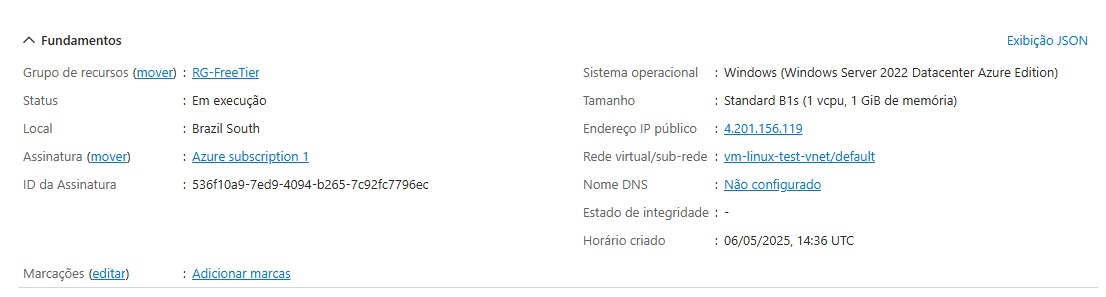 Fundamentos
Exibição JSON
Grupo de recursos (mover) : RG-FreeTier
Status : Em execução
Local : Brazil South
Assinatura (mover) : Azure subscription 1
ID da Assinatura : 536f10a9-7ed9-4094-b265-7c92fc7796ec
Sistema operacional : Windows (Windows Server 2022 Datacenter Azure Edition)
Tamanho : Standard B1s (1 vcpu, 1 GiB de memória)
Endereço IP público : 4.201.156.119
Rede virtual/sub-rede : vm-linux-test-vnet/default
Nome DNS : Não configurado
Estado de integridade : -
Horário criado : 06/05/2025, 14:36 UTC
Marcações (editar) : Adicionar marcas